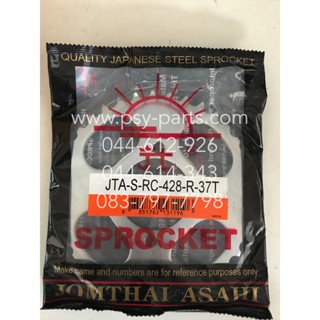 QUALITY JAPANESE STEEL SPROCKET
www.psy-parts.com
044-612-926
044-614-343
JTA-S-RC-428-R-37T
SPROCKET
Make name and numbers are for reference purposes only
JOMTHAI ASAHI